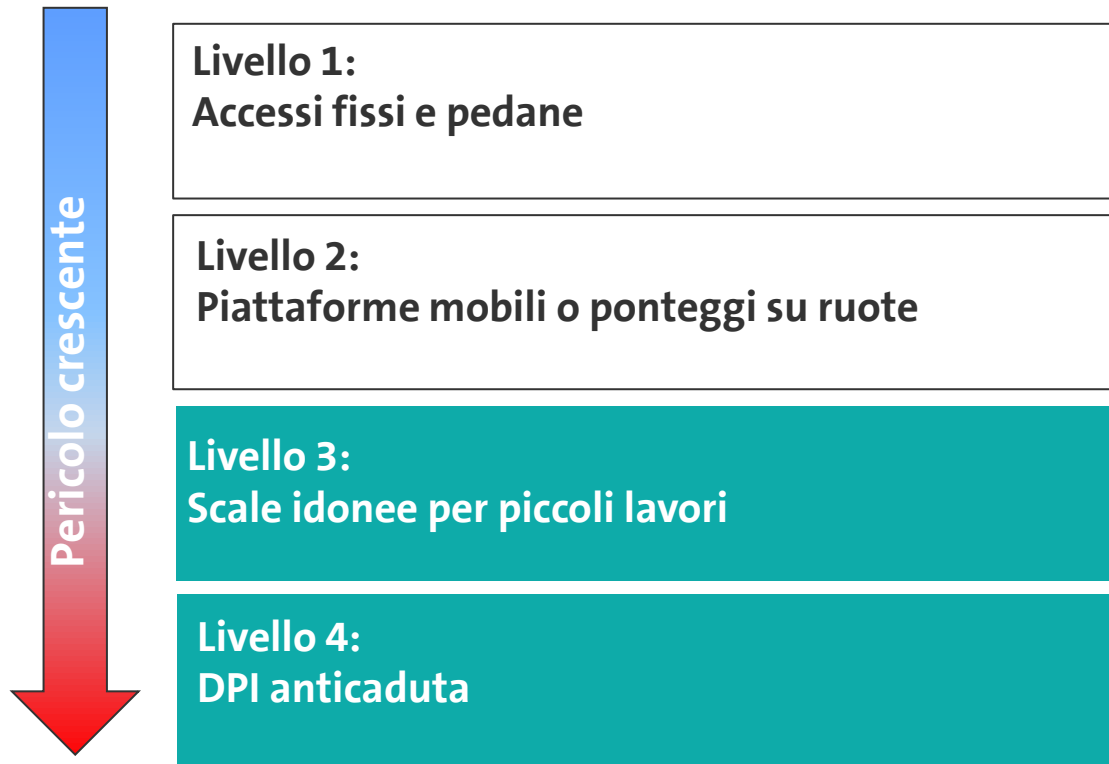 Pericolo crescente
Livello 1:
Accessi fissi e pedane
Livello 2:
Piattaforme mobili o ponteggi su ruote
Livello 3:
Scale idonee per piccoli lavori
Livello 4:
DPI anticaduta